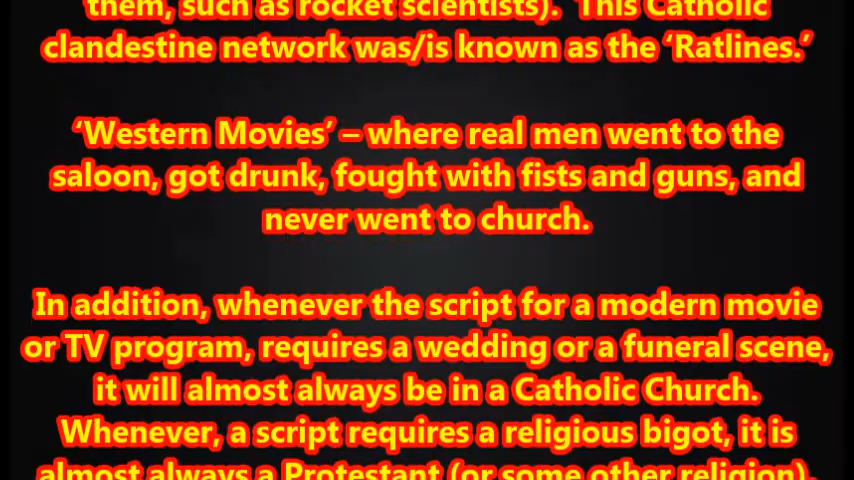 them, such as rocket scientists).  This Catholic
clandestine network was/is known as the ‘Ratlines.’
‘Western Movies’ – where real men went to the
saloon, got drunk, fought with fists and guns, and
never went to church.
In addition, whenever the script for a modern movie
or TV program, requires a wedding or a funeral scene,
it will almost always be in a Catholic Church.
Whenever, a script requires a religious bigot, it is
almost always a Protestant (or some other religion).